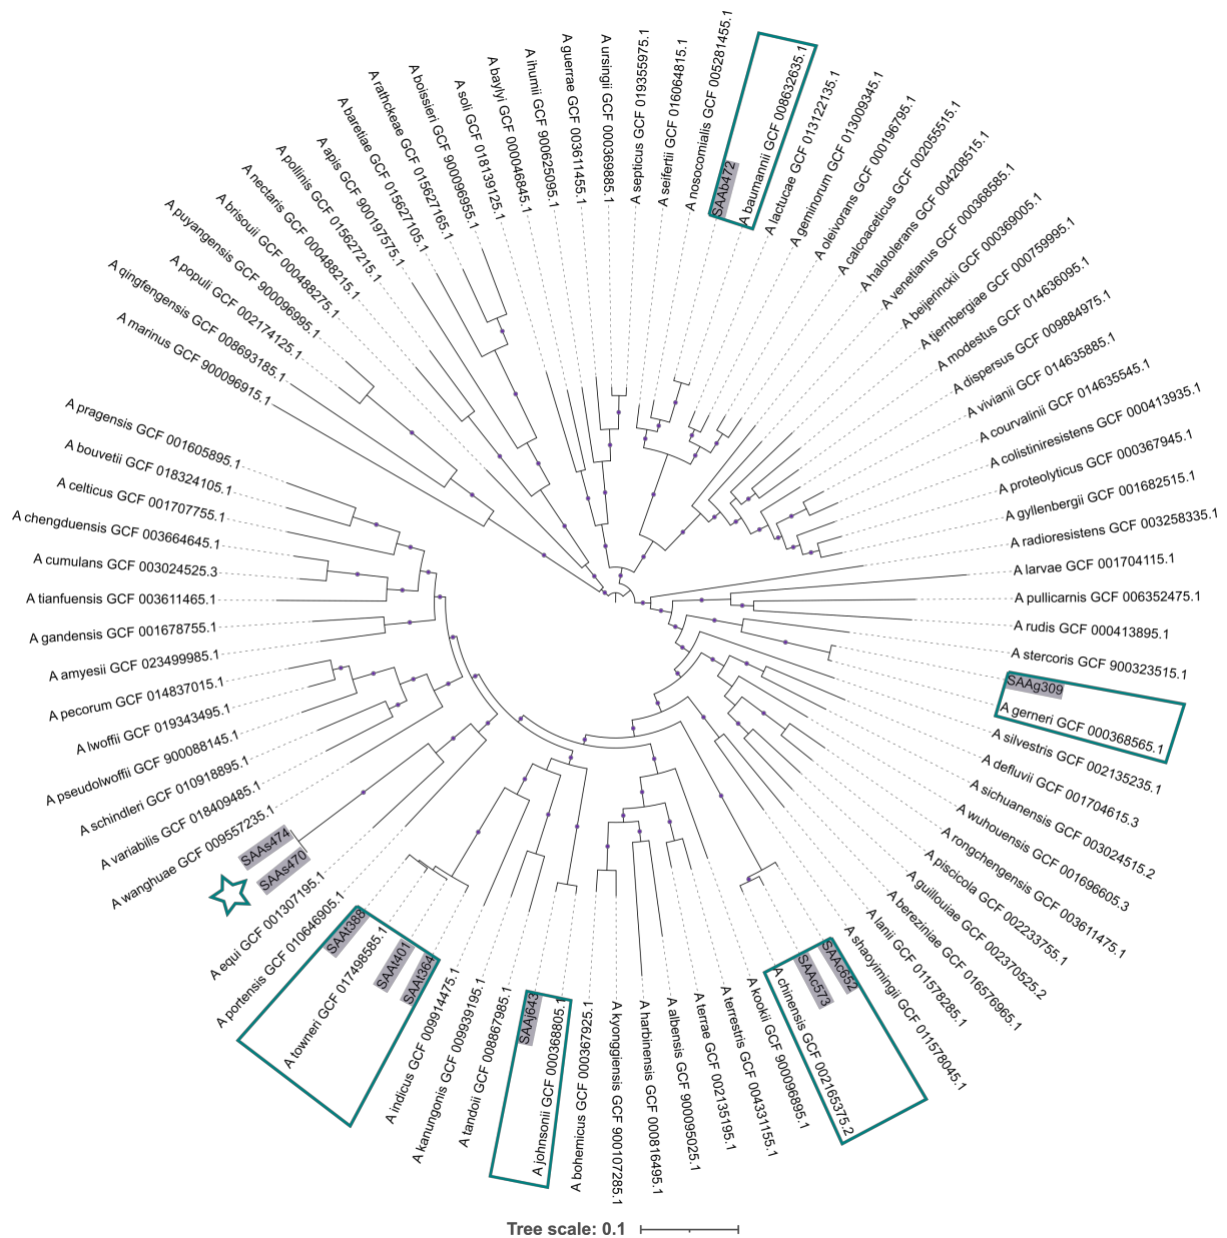 A ursingii GCF 000369885.1
A septicus GCF 019355975.1
A seifertii GCF 016064815.1
A nosocomialis GCF 005281455.1
SAAb472
A baumannii GCF 008632635.1
A lactucae GCF 013122135.1
A geminorum GCF 013009345.1
A oleivorans GCF 000196795.1
A calcoaceticus GCF 002055515.1
A halotolerans GCF 004208515.1
A venetianus GCF 000368585.1
A beijerinckii GCF 000369005.1
A tjernbergiae GCF 000759995.1
A modestus GCF 014636095.1
A dispersus GCF 009884975.1
A vivianii GCF 014635885.1
A courvalinii GCF 014635545.1
A colistiniresistens GCF 000413935.1
A proteolyticus GCF 000367945.1
A gyllenbergii GCF 001682515.1
A radioresistens GCF 003258335.1
A larvae GCF 001704115.1
A pullicarnis GCF 006352475.1
A rudis GCF 000413895.1
A stercoris GCF 900323515.1
SAAg309
A gerneri GCF 000368565.1
A silvestris GCF 002135235.1
A defluvii GCF 001704615.3
A sichuanensis GCF 003024515.2
A wuhouensis GCF 001696605.3
A rongchengensis GCF 003611475.1
A piscicola GCF 002233755.1
A guillouiae GCF 002370525.2
A bereziniae GCF 016576965.1
A lanii GCF 011578285.1
A shaoyimingii GCF 011578045.1
SAAc652
SAAc573
A chinensis GCF 002165375.2
A kookii GCF 900096895.1
A terrestris GCF 004331155.1
A terrae GCF 002135195.1
A albensis GCF 900095025.1
A harbinensis GCF 000816495.1
A kyonggiensis GCF 900107285.1
A bohemicus GCF 000367925.1
A johnsonii GCF 000368805.1
SAAj643
A tandoii GCF 008867985.1
A kanungonis GCF 009939195.1
A indicus GCF 009914475.1
SAAt364
SAAt401
A towneri GCF 017498585.1
SAAt388
A portensis GCF 010646905.1
A equi GCF 001307195.1
SAAs470
SAAs474
A wanghuae GCF 009557235.1
A variabilis GCF 018409485.1
A schindleri GCF 010918895.1
A pseudolwoffii GCF 900088145.1
A lwoffii GCF 019343495.1
A pecorum GCF 014837015.1
A amyesii GCF 023499985.1
A gandensis GCF 001678755.1
A tianfuensis GCF 003611465.1
A cumulans GCF 003024525.3
A chengduensis GCF 003664645.1
A celticus GCF 001707755.1
A bouvetii GCF 018324105.1
A pragensis GCF 001605895.1
A marinus GCF 900096915.1
A qingfengensis GCF 008693185.1
A populi GCF 002174125.1
A puyangensis GCF 900096995.1
A brisouii GCF 000488275.1
A nectaris GCF 000488215.1
A pollinis GCF 015627215.1
A apis GCF 900197575.1
A baretiae GCF 015627105.1
A rathckeae GCF 015627165.1
A boissieri GCF 900096955.1
A soli GCF 018139125.1
A baylyi GCF 000046845.1
A ihumii GCF 900625095.1
A guerrae GCF 003611455.1
Tree scale: 0.1